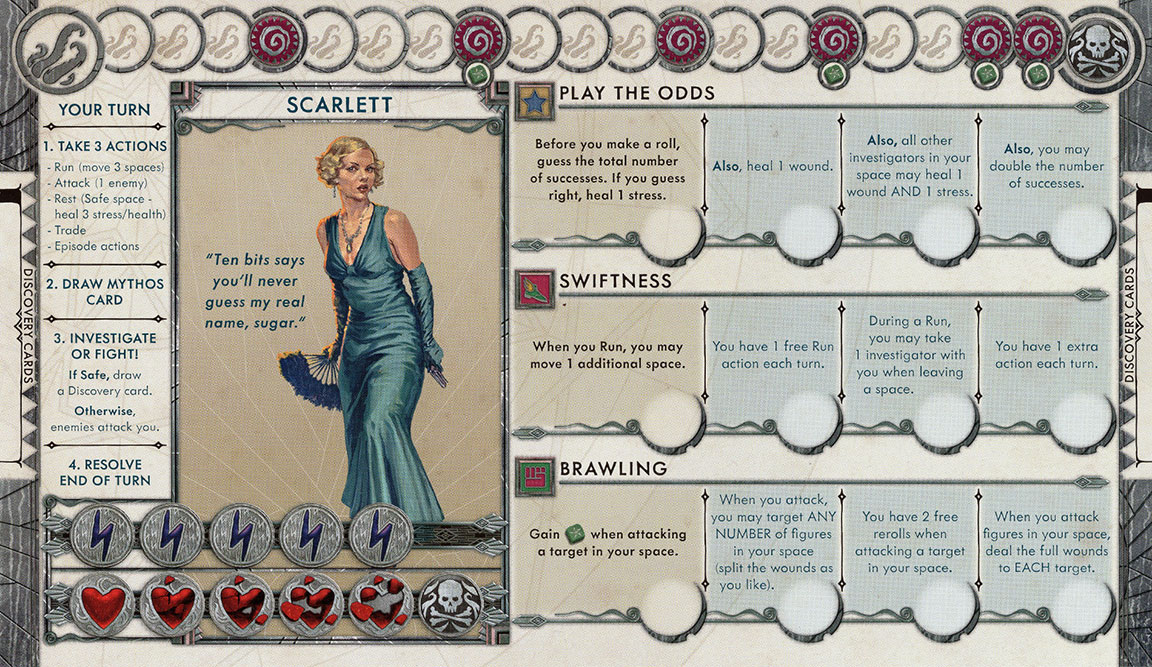 YOUR TURN
1. TAKE 3 ACTIONS
- Run (move 3 spaces)
- Attack (1 enemy)
- Rest (Safe space -
heal 3 stress/health)
- Trade
- Episode actions
2. DRAW MYTHOS
CARD
3. INVESTIGATE
OR FIGHT!
If Safe, draw
a Discovery card.
Otherwise,
enemies attack you.
4. RESOLVE
END OF TURN
DISCOVERY CARDS
SCARLETT
"Ten bits says
you'll never
guess my real
name, sugar."
PLAY THE ODDS
Before you make a roll,
guess the total number
of successes. If you guess
right, heal 1 stress.
Also, heal 1 wound.
Also, all other
investigators in your
space may heal 1
wound AND 1 stress.
Also, you may
double the number
of successes.
SWIFTNESS
When you Run, you may
move 1 additional space.
You have 1 free Run
action each turn.
During a Run,
you may take
1 investigator with
you when leaving
a space.
You have 1 extra
action each turn.
BRAWLING
Gain when attacking
a target in your space.
When you attack,
you may target ANY
NUMBER of figures
in your space
(split the wounds as
you like).
You have 2 free
rerolls when
attacking a target
in your space.
When you attack
figures in your space,
deal the full wounds
to EACH target.
DISCOVERY CARDS